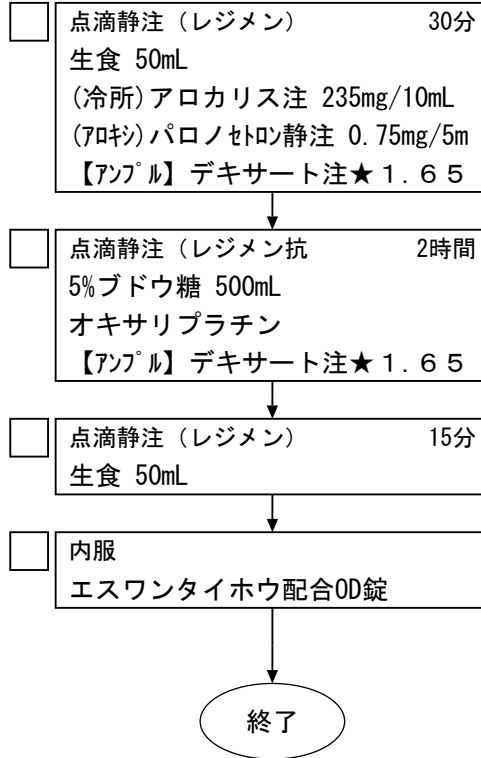 点滴静注（レジメン） 30分
生食 50mL
(冷所)アロカリス注 235mg/10mL
(ｱﾛｷｼ)パロノｾﾄﾛﾝ静注 0.75mg/5m
【ｱﾝﾌﾟﾙ】デキサート注★１.６５
点滴静注（レジメン抗 2時間
5%ブドウ糖 500mL
オキサリプラチン
【ｱﾝﾌﾟﾙ】デキサート注★１.６５
点滴静注（レジメン） 15分
生食 50mL
内服
エスワンタイホウ配合OD錠
終了